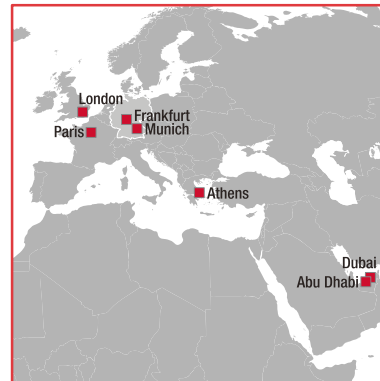 London
Frankfurt
Paris
Munich
Athens
Dubai
Abu Dhabi